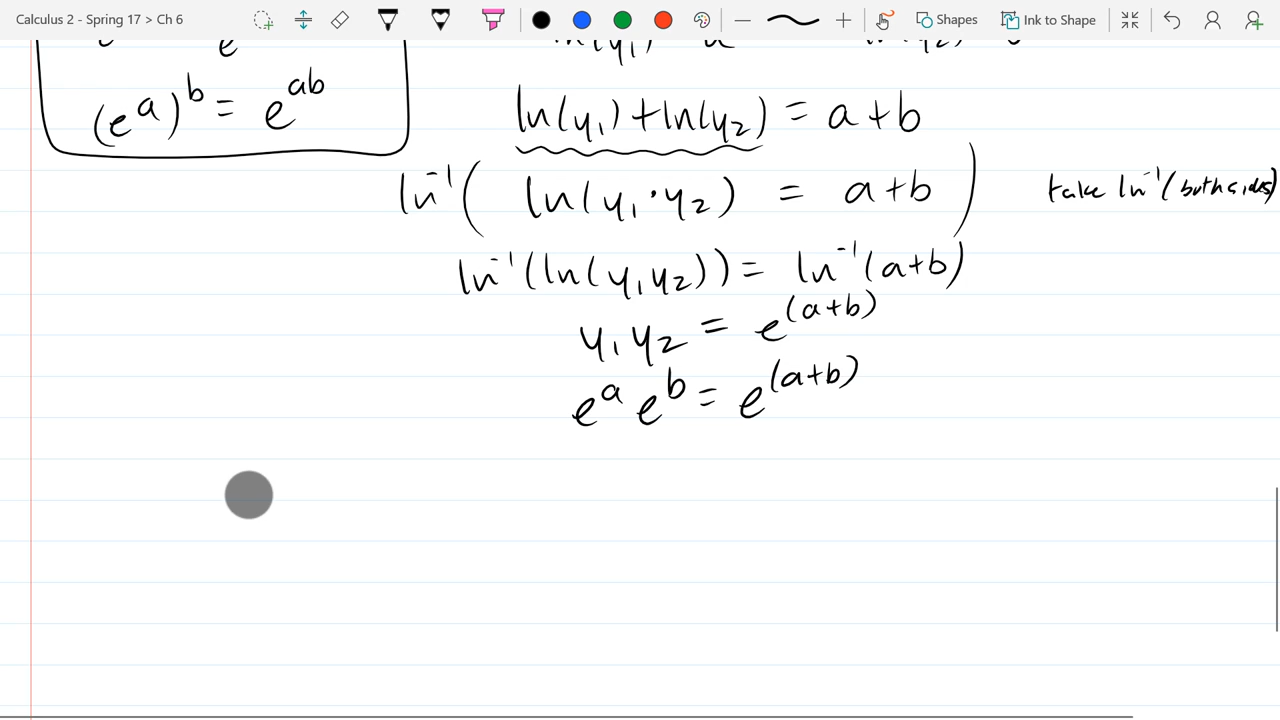 Calculus 2 - Spring 17 > Ch 6
Shapes
Ink to Shape
(e^a)^b = e^{ab}
ln(y₁)+ln(y₂) = a+b
ln⁻¹( ln(y₁·y₂) = a+b )
take ln⁻¹(both sides)
ln⁻¹(ln(y₁y₂)) = ln⁻¹(a+b)
y₁y₂ = e^{(a+b)}
e^a e^b = e^{(a+b)}